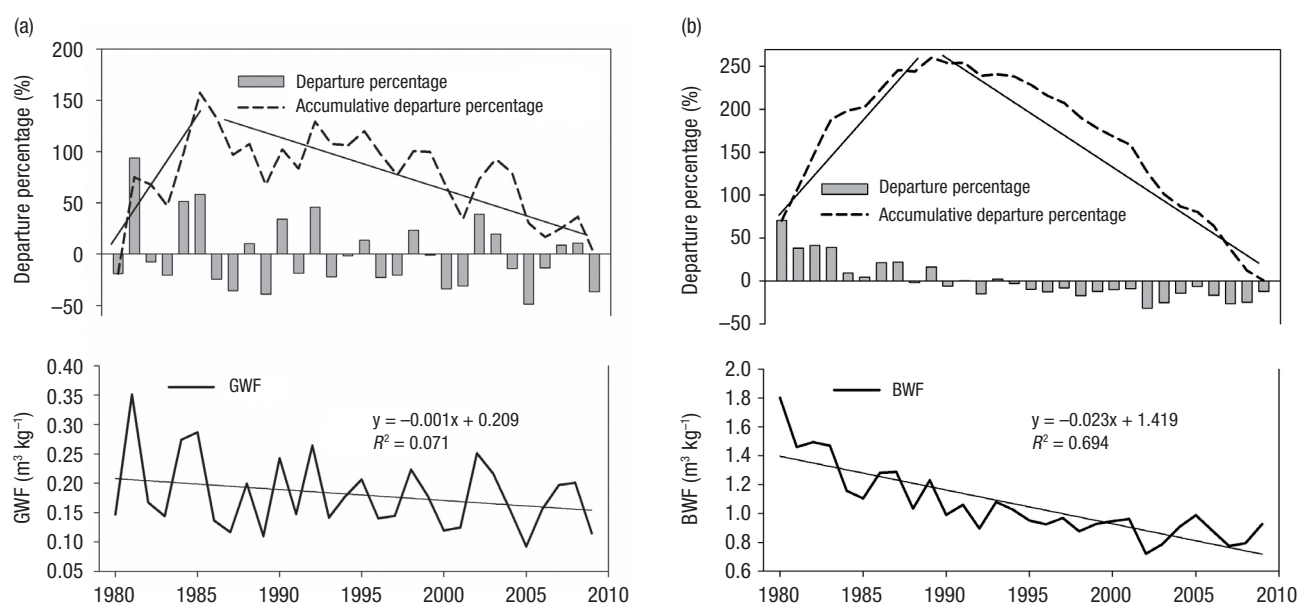 (a)
200
150
100
50
0
–50
Departure percentage (%)
Departure percentage
Accumulative departure percentage
0.40
0.35
0.30
0.25
0.20
0.15
0.10
0.05
GWF (m³ kg⁻¹)
GWF
y = –0.001x + 0.209
R² = 0.071
1980 1985 1990 1995 2000 2005 2010
(b)
250
200
150
100
50
0
–50
Departure percentage (%)
Departure percentage
Accumulative departure percentage
2.0
1.8
1.6
1.4
1.2
1.0
0.8
0.6
BWF (m³ kg⁻¹)
BWF
y = –0.023x + 1.419
R² = 0.694
1980 1985 1990 1995 2000 2005 2010